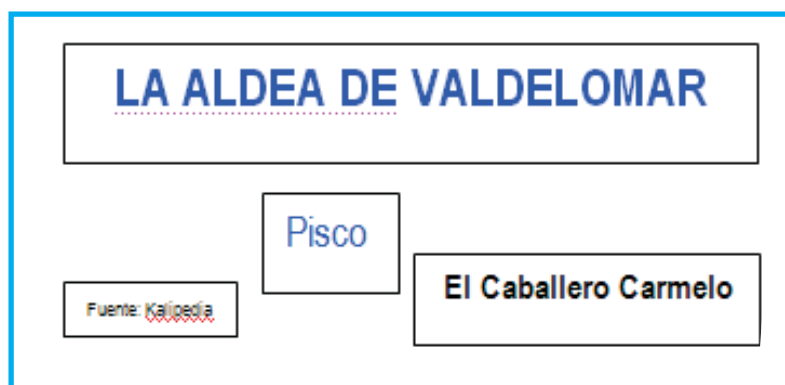 LA ALDEA DE VALDELOMAR
Pisco
El Caballero Carmelo
Fuente: Kalipedia